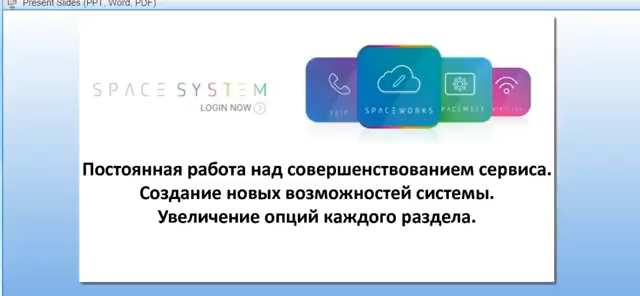 Present Slides (PPT, Word, PDF)
SPACE SYSTEM
LOGIN NOW
SPACEWORKS
Постоянная работа над совершенствованием сервиса.
Создание новых возможностей системы.
Увеличение опций каждого раздела.